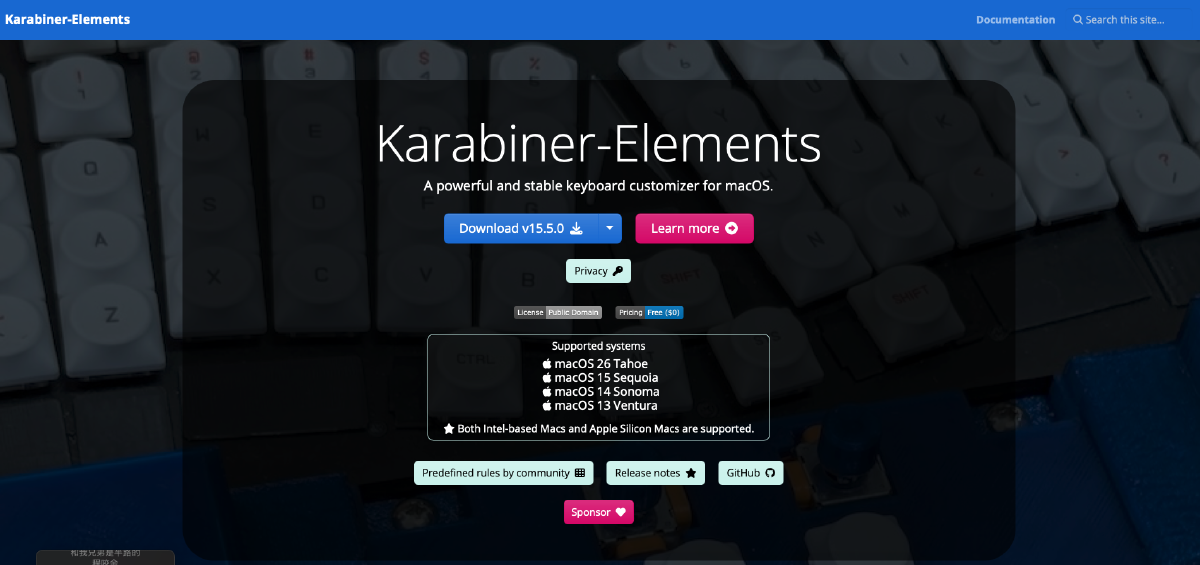 Karabiner-Elements
Documentation
Search this site...
Karabiner-Elements
A powerful and stable keyboard customizer for macOS.
Download v15.5.0
Learn more
Privacy
License Public Domain
Pricing Free ($0)
Supported systems
macOS 26 Tahoe
macOS 15 Sequoia
macOS 14 Sonoma
macOS 13 Ventura
Both Intel-based Macs and Apple Silicon Macs are supported.
Predefined rules by community
Release notes
GitHub
Sponsor